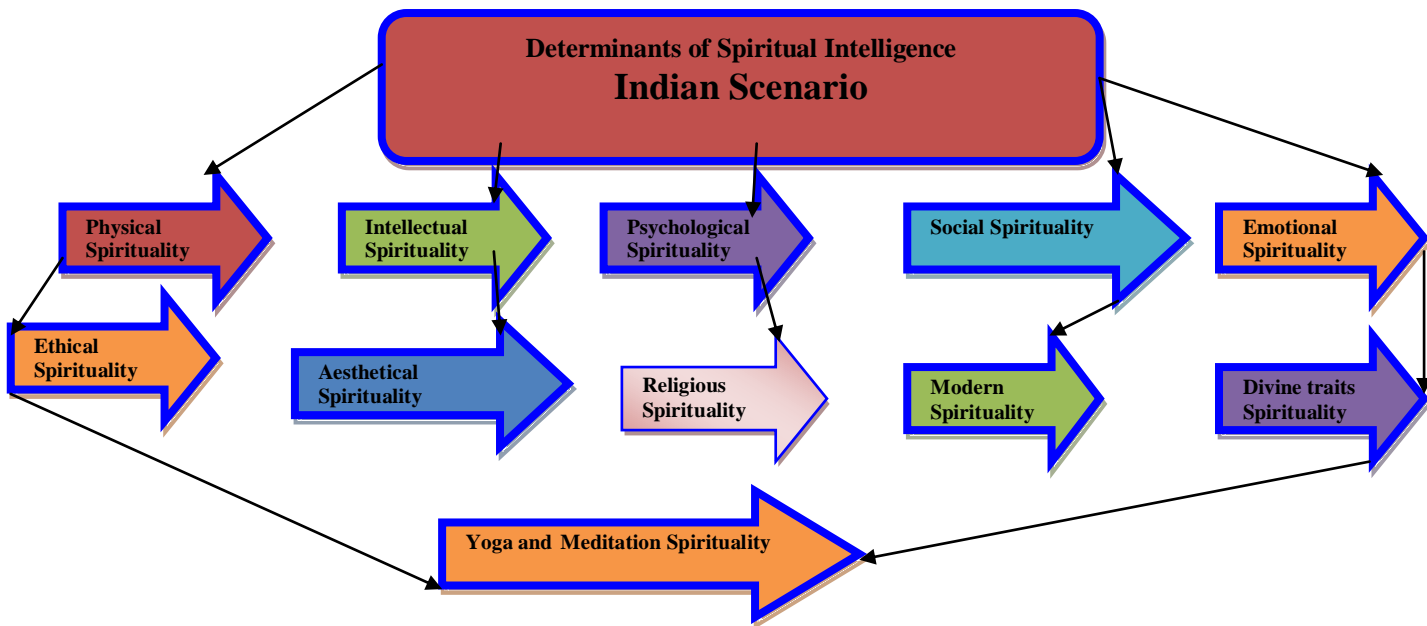 Determinants of Spiritual Intelligence
Indian Scenario
Physical
Spirituality
Intellectual
Spirituality
Psychological
Spirituality
Social Spirituality
Emotional
Spirituality
Ethical
Spirituality
Aesthetical
Spirituality
Religious
Spirituality
Modern
Spirituality
Divine traits
Spirituality
Yoga and Meditation Spirituality